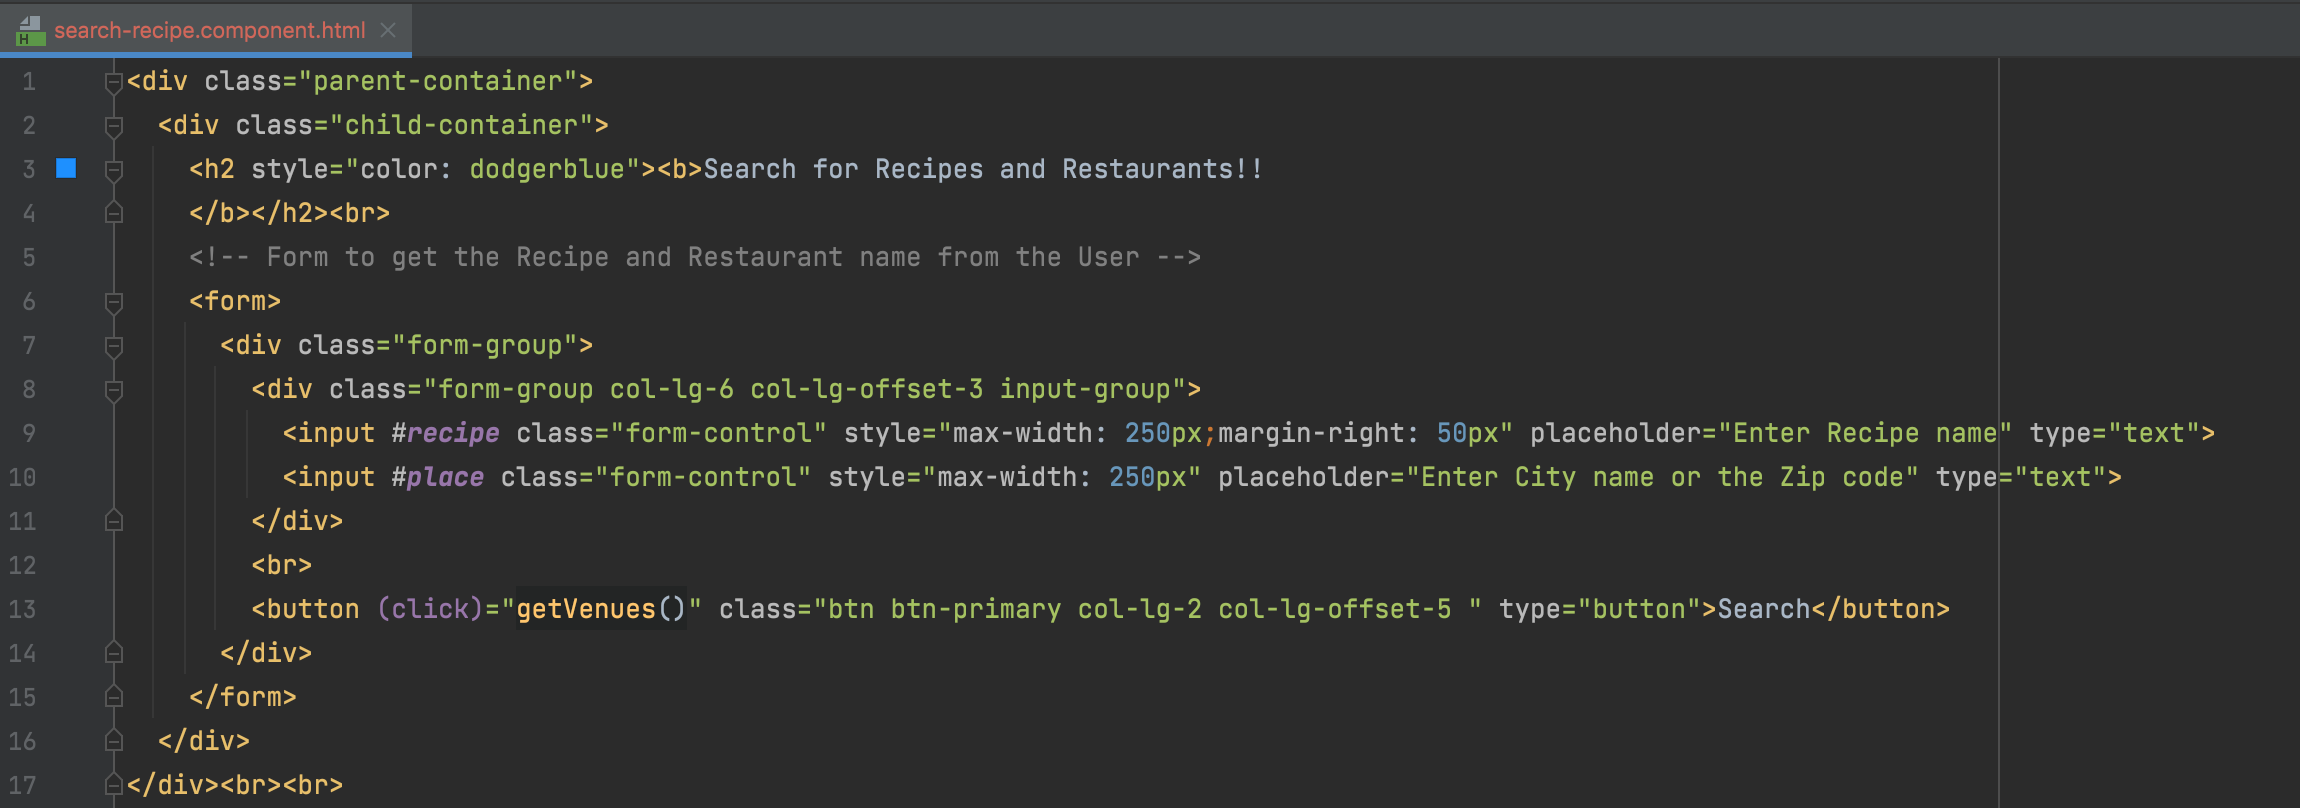 search-recipe.component.html
1 <div class="parent-container">
2 <div class="child-container">
3 <h2 style="color: dodgerblue"><b>Search for Recipes and Restaurants!!
4 </b></h2><br>
5 <!-- Form to get the Recipe and Restaurant name from the User -->
6 <form>
7 <div class="form-group">
8 <div class="form-group col-lg-6 col-lg-offset-3 input-group">
9 <input #recipe class="form-control" style="max-width: 250px;margin-right: 50px" placeholder="Enter Recipe name" type="text">
10 <input #place class="form-control" style="max-width: 250px" placeholder="Enter City name or the Zip code" type="text">
11 </div>
12 <br>
13 <button (click)="getVenues()" class="btn btn-primary col-lg-2 col-lg-offset-5 " type="button">Search</button>
14 </div>
15 </form>
16 </div>
17 </div><br><br>